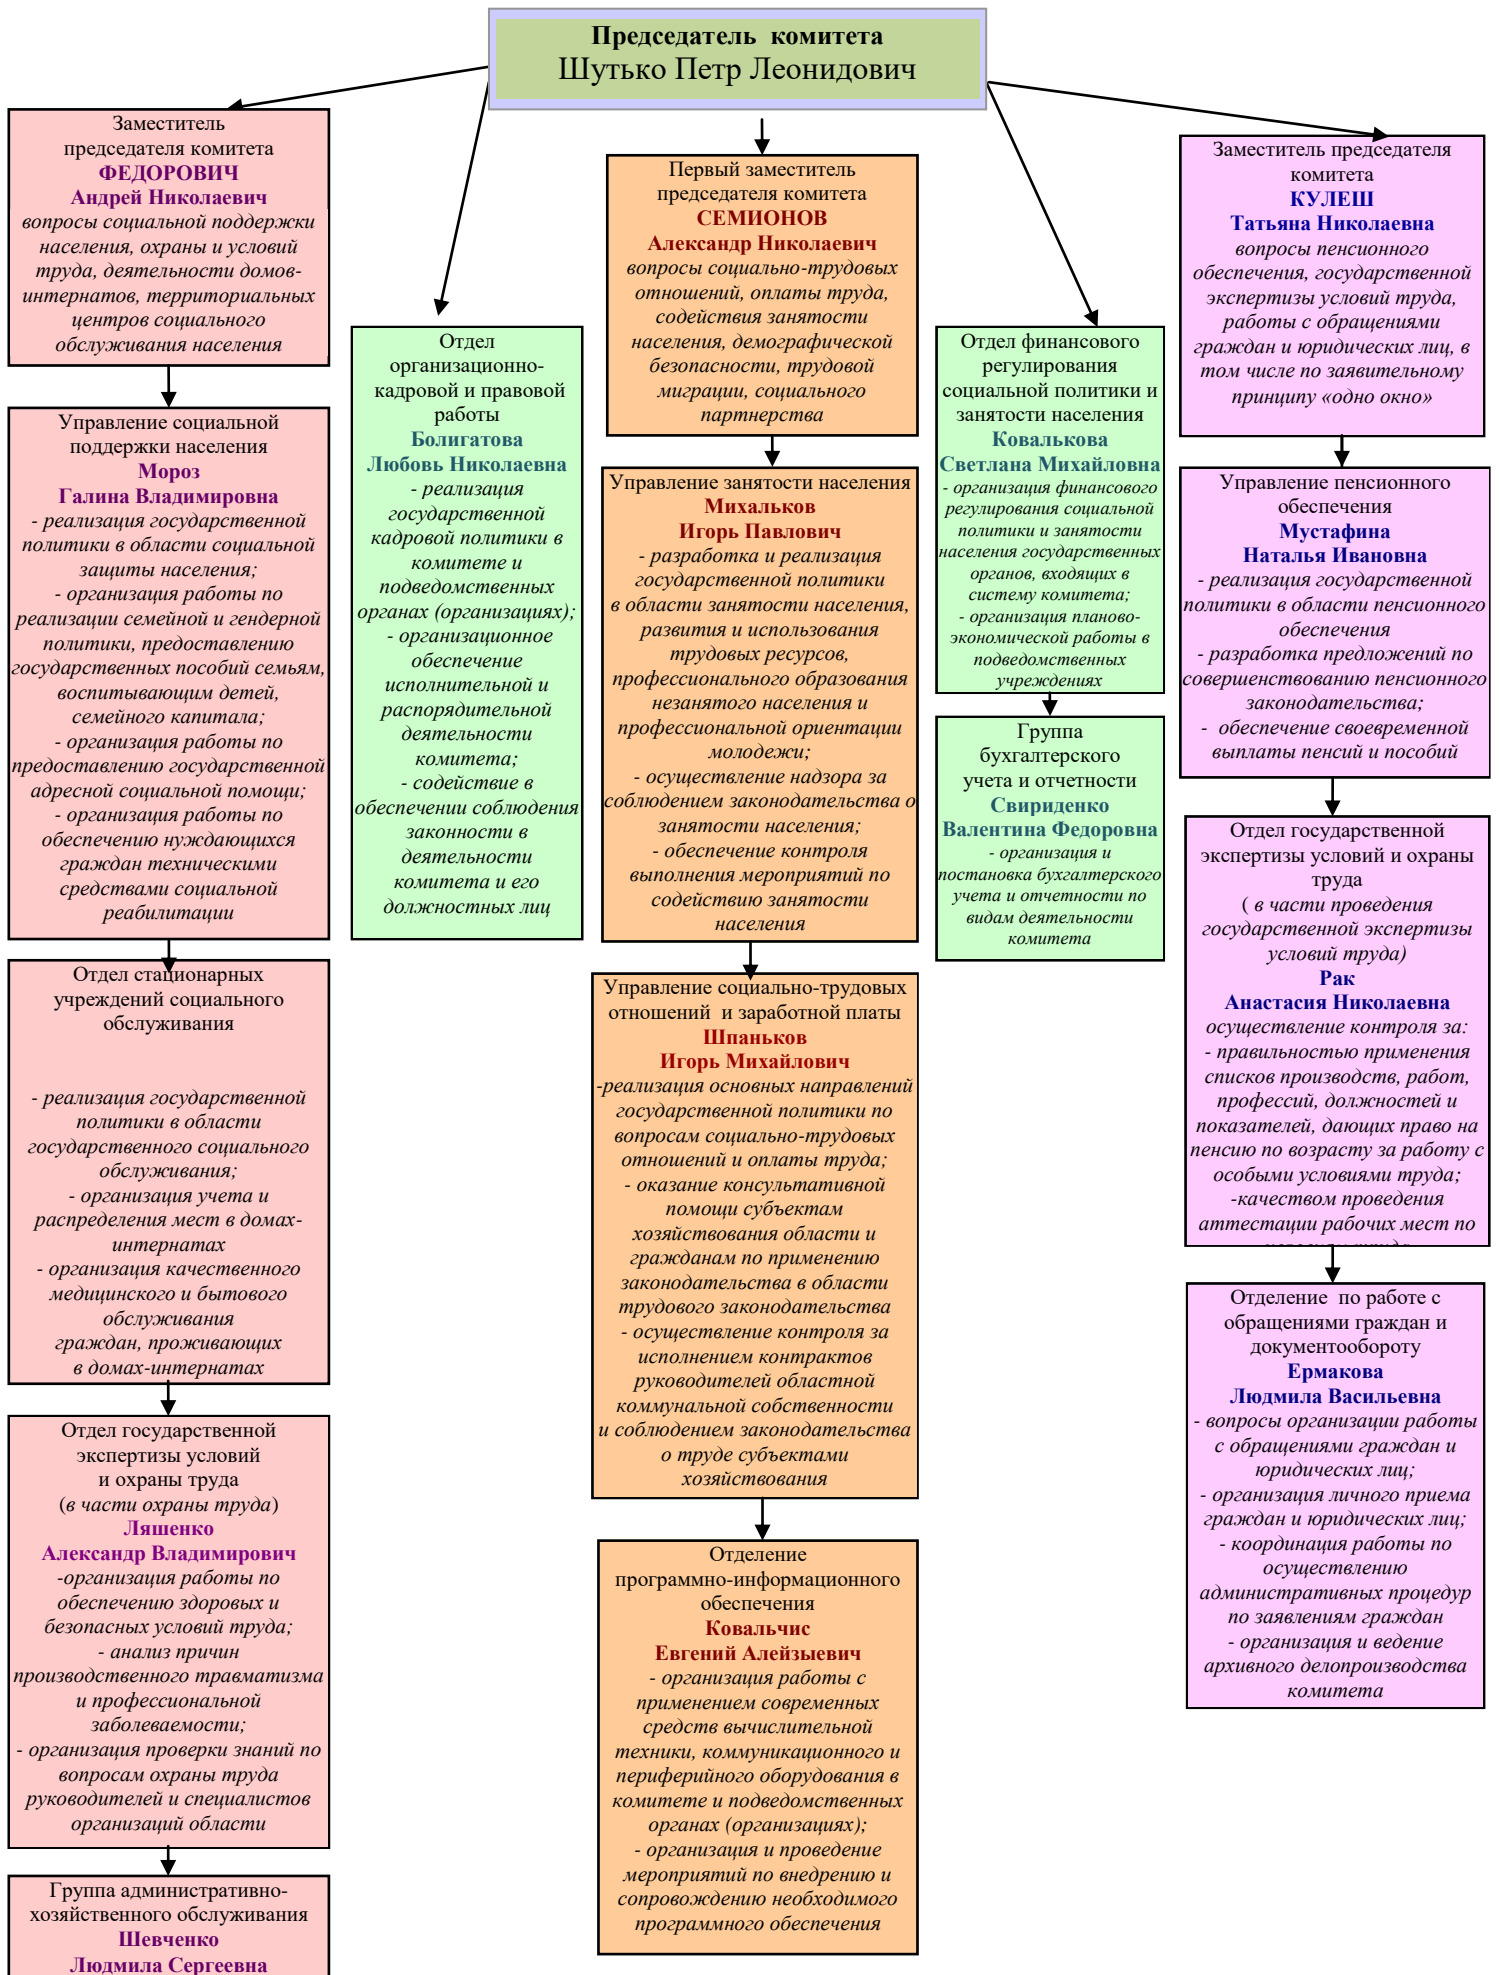 Председатель  комитета
Шутько Петр Леонидович
Заместитель
председателя комитета
ФЕДОРОВИЧ
Андрей Николаевич
вопросы социальной поддержки
населения, охраны и условий
труда, деятельности домов-
интернатов, территориальных
центров социального
обслуживания населения
Управление социальной
поддержки населения
Мороз
Галина Владимировна
- реализация государственной
политики в области социальной
защиты населения;
- организация работы по
реализации семейной и гендерной
политики, предоставлению
государственных пособий семьям,
воспитывающим детей,
семейного капитала;
- организация работы по
предоставлению государственной
адресной социальной помощи;
- организация работы по
обеспечению нуждающихся
граждан техническими
средствами социальной
реабилитации
Отдел стационарных
учреждений социального
обслуживания
- реализация государственной
политики в области
государственного социального
обслуживания;
- организация учета и
распределения мест в домах-
интернатах
- организация качественного
медицинского и бытового
обслуживания
граждан, проживающих
в домах-интернатах
Отдел государственной
экспертизы условий
и охраны труда
(в части охраны труда)
Ляшенко
Александр Владимирович
-организация работы по
обеспечению здоровых и
безопасных условий труда;
- анализ причин
производственного травматизма
и профессиональной
заболеваемости;
- организация проверки знаний по
вопросам охраны труда
руководителей и специалистов
организаций области
Группа административно-
хозяйственного обслуживания
Шевченко
Людмила Сергеевна
Отдел
организационно-
кадровой и правовой
работы
Болигатова
Любовь Николаевна
- реализация
государственной
кадровой политики в
комитете и
подведомственных
органах (организациях);
- организационное
обеспечение
исполнительной и
распорядительной
деятельности
комитета;
- содействие в
обеспечении соблюдения
законности в
деятельности
комитета и его
должностных лиц
Первый заместитель
председателя комитета
СЕМИОНОВ
Александр Николаевич
вопросы социально-трудовых
отношений, оплаты труда,
содействия занятости
населения, демографической
безопасности, трудовой
миграции, социального
партнерства
Управление занятости населения
Михальков
Игорь Павлович
- разработка и реализация
государственной политики
в области занятости населения,
развития и использования
трудовых ресурсов,
профессионального образования
незанятого населения и
профессиональной ориентации
молодежи;
- осуществление надзора за
соблюдением законодательства о
занятости населения;
- обеспечение контроля
выполнения мероприятий по
содействию занятости
населения
Управление социально-трудовых
отношений  и заработной платы
Шпаньков
Игорь Михайлович
-реализация основных направлений
государственной политики по
вопросам социально-трудовых
отношений и оплаты труда;
- оказание консультативной
помощи субъектам
хозяйствования области и
гражданам по применению
законодательства в области
трудового законодательства
- осуществление контроля за
исполнением контрактов
руководителей областной
коммунальной собственности
и соблюдением законодательства
о труде субъектами
хозяйствования
Отделение
программно-информационного
обеспечения
Ковальчис
Евгений Алейзыевич
- организация работы с
применением современных
средств вычислительной
техники, коммуникационного и
периферийного оборудования в
комитете и подведомственных
органах (организациях);
- организация и проведение
мероприятий по внедрению и
сопровождению необходимого
программного обеспечения
Отдел финансового
регулирования
социальной политики и
занятости населения
Ковалькова
Светлана Михайловна
- организация финансового
регулирования социальной
политики и занятости
населения государственных
органов, входящих в
систему комитета;
- организация планово-
экономической работы в
подведомственных
учреждениях
Группа
бухгалтерского
учета и отчетности
Свириденко
Валентина Федоровна
- организация и
постановка бухгалтерского
учета и отчетности по
видам деятельности
комитета
Заместитель председателя
комитета
КУЛЕШ
Татьяна Николаевна
вопросы пенсионного
обеспечения, государственной
экспертизы условий труда,
работы с обращениями
граждан и юридических лиц, в
том числе по заявительному
принципу «одно окно»
Управление пенсионного
обеспечения
Мустафина
Наталья Ивановна
- реализация государственной
политики в области пенсионного
обеспечения
- разработка предложений по
совершенствованию пенсионного
законодательства;
-  обеспечение своевременной
выплаты пенсий и пособий
Отдел государственной
экспертизы условий и охраны
труда
( в части проведения
государственной экспертизы
условий труда)
Рак
Анастасия Николаевна
осуществление контроля за:
- правильностью применения
списков производств, работ,
профессий, должностей и
показателей, дающих право на
пенсию по возрасту за работу с
особыми условиями труда;
-качеством проведения
аттестации рабочих мест по
Отделение  по работе с
обращениями граждан и
документообороту
Ермакова
Людмила Васильевна
- вопросы организации работы
с обращениями граждан и
юридических лиц;
- организация личного приема
граждан и юридических лиц;
- координация работы по
осуществлению
административных процедур
по заявлениям граждан
- организация и ведение
архивного делопроизводства
комитета